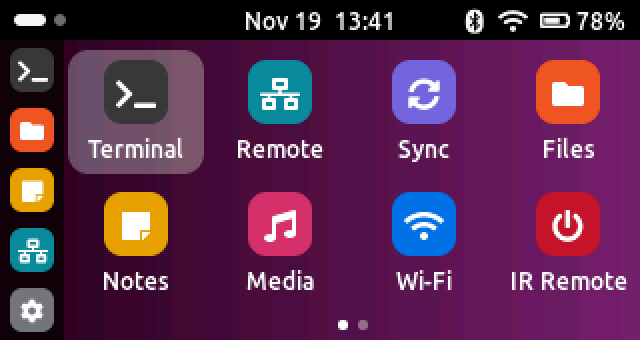 Nov 19 13:41 78%
Terminal Remote Sync Files
Notes Media Wi-Fi IR Remote